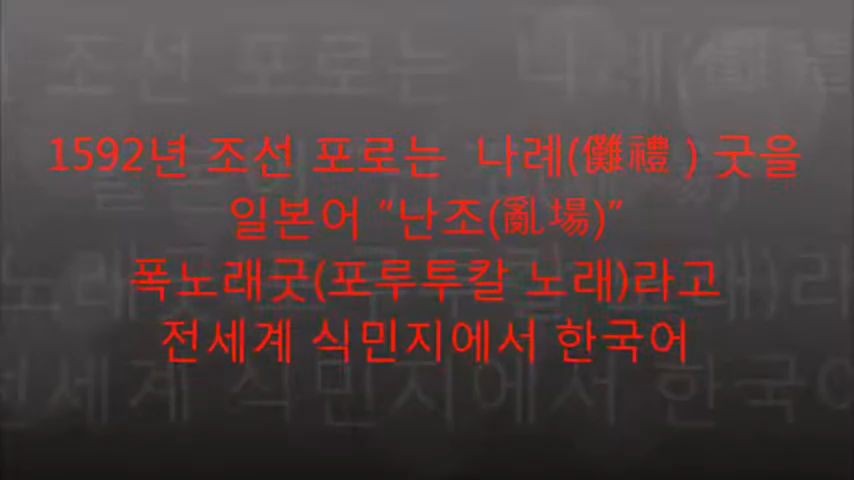 1592년 조선 포로는 나례(儺禮 ) 굿을
일본어 "난조(亂場)"
폭노래굿(포루투칼 노래)라고
전세계 식민지에서 한국어